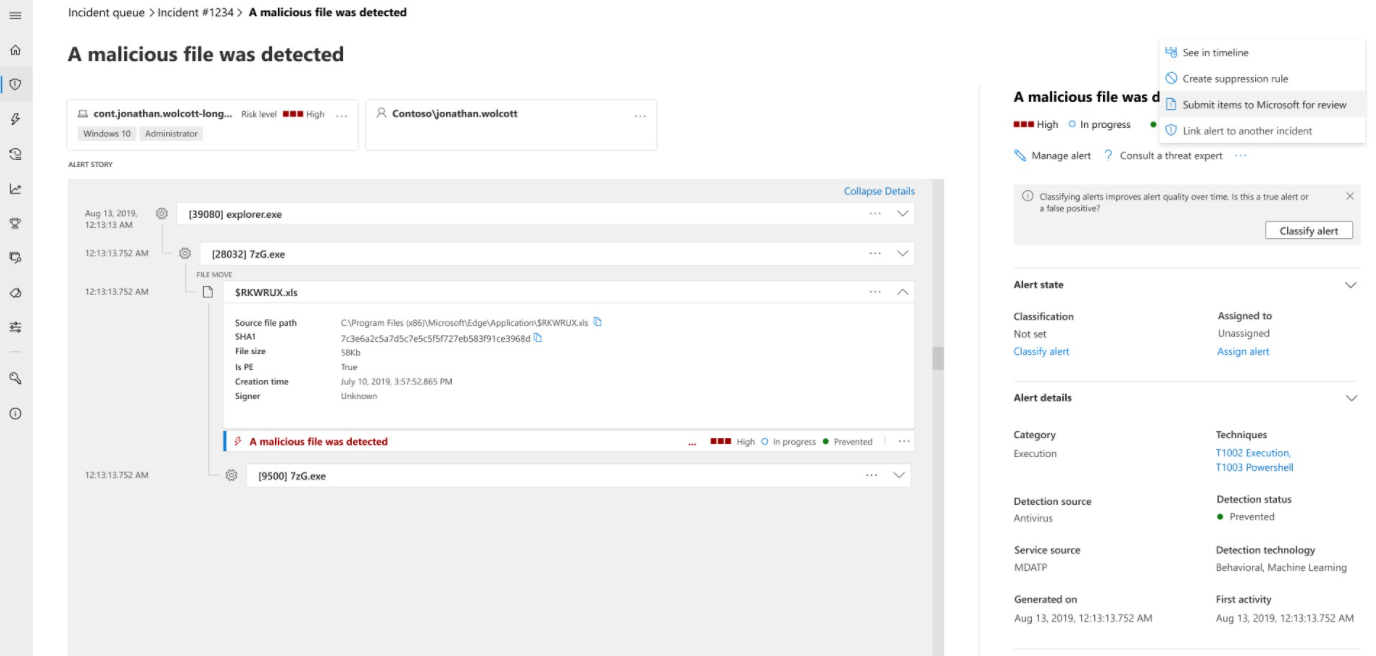 Incident queue > Incident #1234 > A malicious file was detected
A malicious file was detected
See in timeline
Create suppression rule
Submit items to Microsoft for review
Link alert to another incident
cont.jonathan.wolcott-long... Risk level High ...
Windows 10 Administrator
Contoso\jonathan.wolcott ...
ALERT STORY
Collapse Details
Aug 13, 2019,
12:13:13 AM
[39080] explorer.exe ...
12:13:13.752 AM [28032] 7zG.exe ...
FILE MOVE
12:13:13.752 AM $RKWRUX.xls ...
Source file path C:\Program Files (x86)\Microsoft\Edge\Application\$RKWRUX.xls
SHA1 7c3e6a2c5a7d5c7e5c5f5f727eb583f91ce3968d
File size 58Kb
Is PE True
Creation time July 10, 2019, 3:57:52.865 PM
Signer Unknown
A malicious file was detected ... High In progress Prevented ...
12:13:13.752 AM [9500] 7zG.exe ...
A malicious file was d
High In progress
Manage alert ? Consult a threat expert ...
Classifying alerts improves alert quality over time. Is this a true alert or
a false positive?
Classify alert
Alert state
Classification Assigned to
Not set Unassigned
Classify alert Assign alert
Alert details
Category Techniques
Execution T1002 Execution,
T1003 Powershell
Detection source Detection status
Antivirus Prevented
Service source Detection technology
MDATP Behavioral, Machine Learning
Generated on First activity
Aug 13, 2019, 12:13:13.752 AM Aug 13, 2019, 12:13:13.752 AM